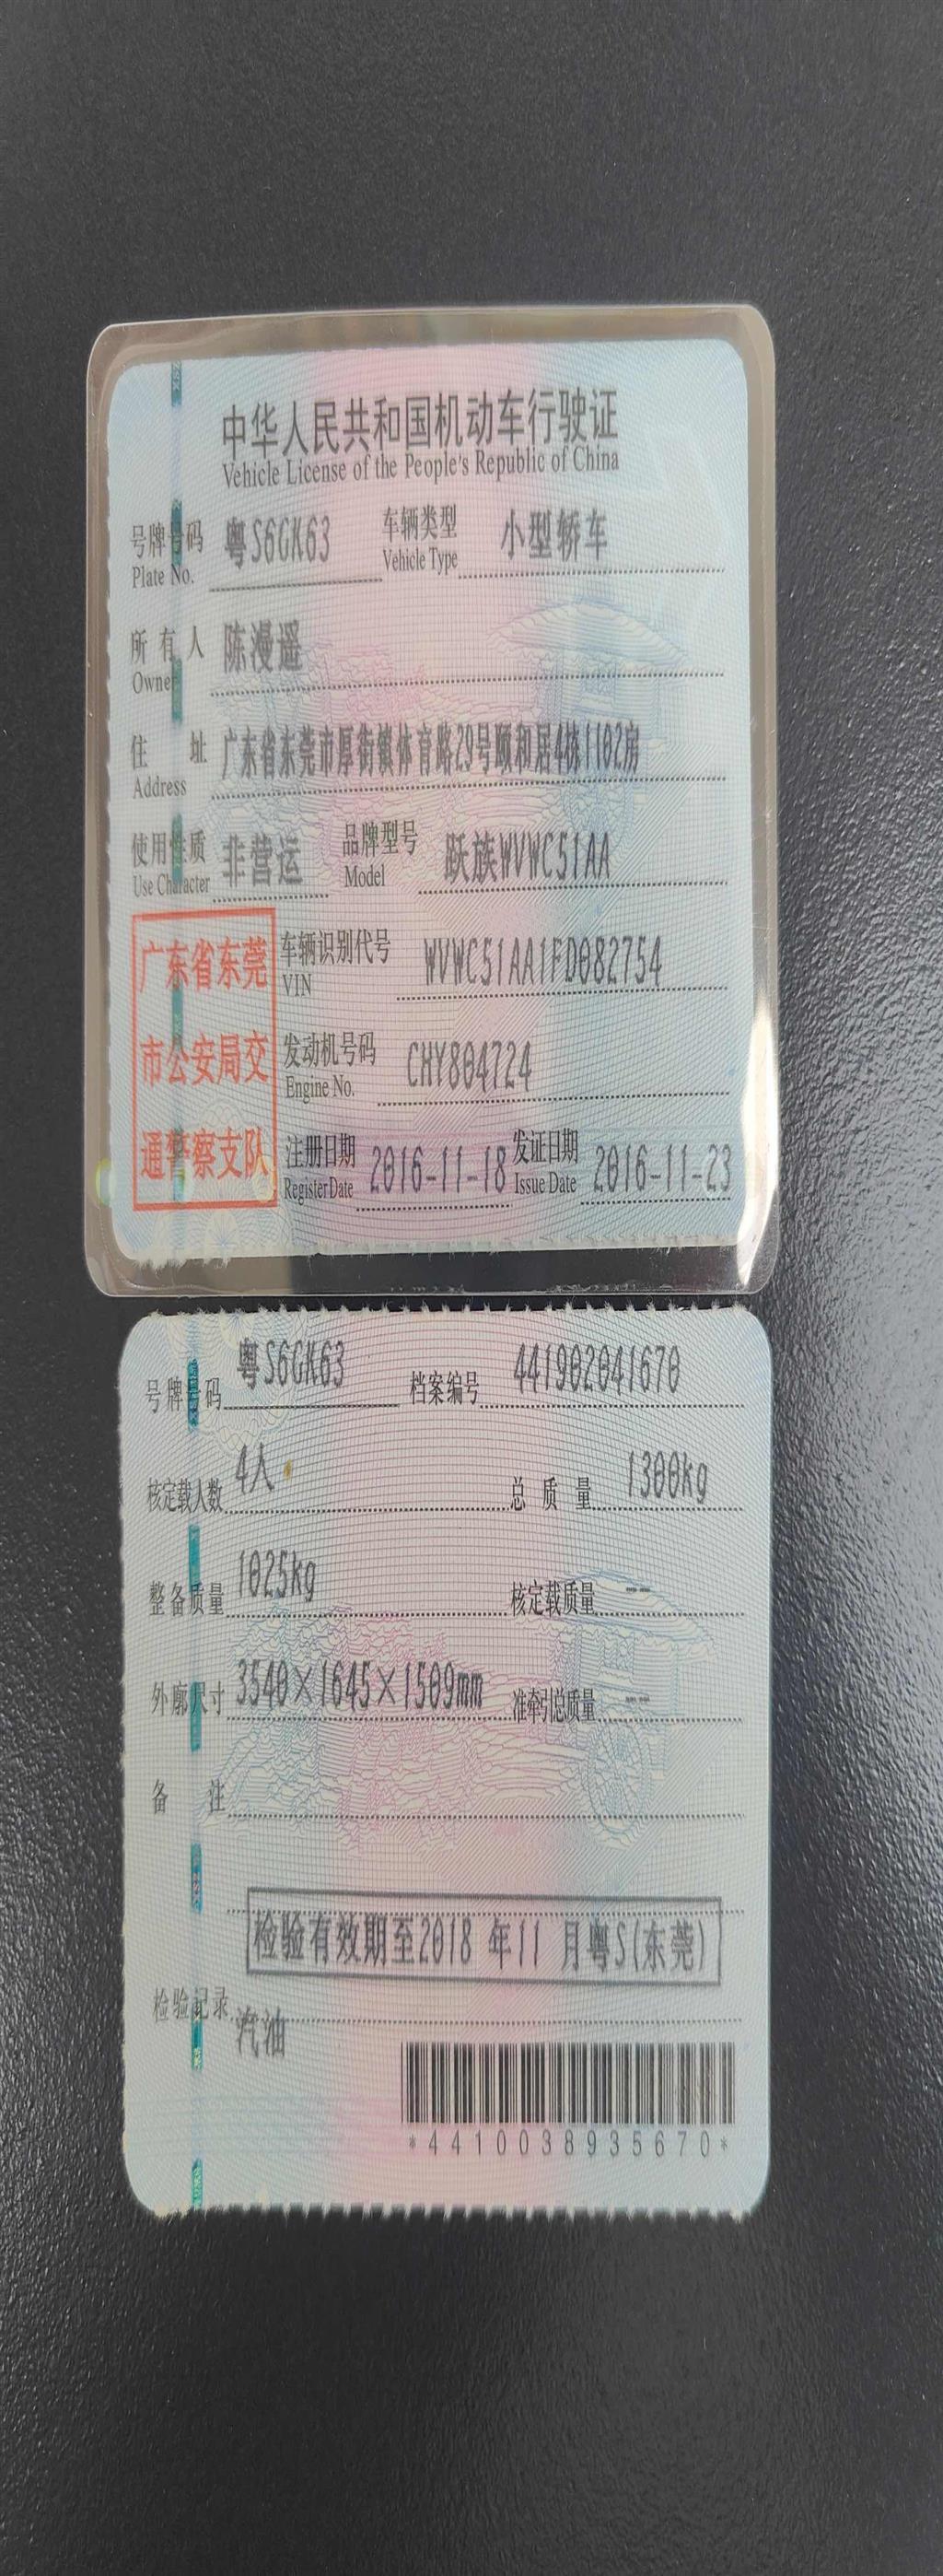 中华人民共和国机动车行驶证
Vehicle License of the People's Republic of China
号牌号码 粤S6GK63 车辆类型 小型轿车
Plate No. Vehicle Type
所有人 陈漫遥
Owner
住址 广东省东莞市厚街镇体育路29号颐和居4栋1102房
Address
使用性质 非营运 品牌型号 跃族WVWC51AA
Use Character Model
广东省东莞
市公安局交
通警察支队
车辆识别代号 WVWC51AA1FD082754
VIN
发动机号码 CHY804724
Engine No.
注册日期 2016-11-18 发证日期 2016-11-23
Register Date Issue Date
号牌号码 粤S6GK63 档案编号 441902041670
核定载人数 4人 总质量 1300kg
整备质量 1025kg 核定载质量 --
外廓尺寸 3540×1645×1509mm 准牵引总质量 --
备注
检验有效期至2018 年11 月粤S(东莞)
检验记录
汽油
*4410038935670*